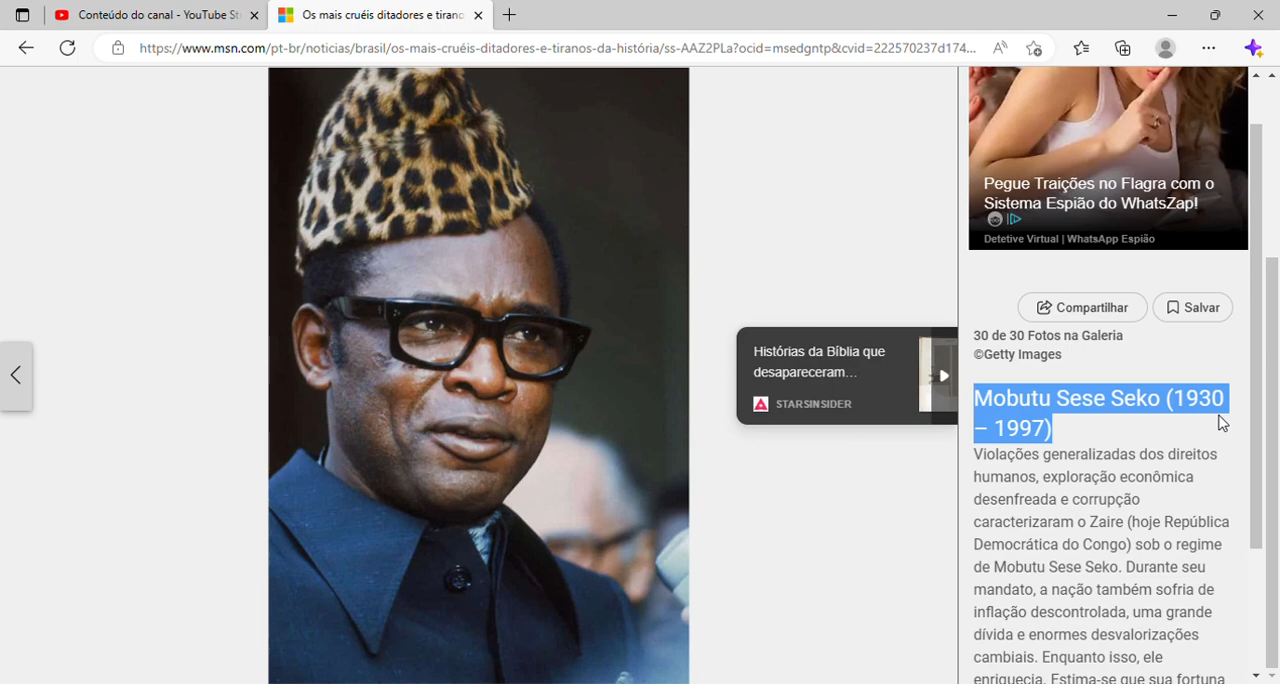 Conteúdo do canal - YouTube St
Os mais cruéis ditadores e tirano
https://www.msn.com/pt-br/noticias/brasil/os-mais-cruéis-ditadores-e-tiranos-da-história/ss-AAZ2PLa?ocid=msedgntp&cvid=222570237d174...
Pegue Traições no Flagra com o
Sistema Espião do WhatsZap!
Detetive Virtual | WhatsApp Espião
Compartilhar
Salvar
30 de 30 Fotos na Galeria
©Getty Images
Histórias da Bíblia que
desapareceram...
STARSINSIDER
Mobutu Sese Seko (1930
– 1997)
Violações generalizadas dos direitos
humanos, exploração econômica
desenfreada e corrupção
caracterizaram o Zaire (hoje República
Democrática do Congo) sob o regime
de Mobutu Sese Seko. Durante seu
mandato, a nação também sofria de
inflação descontrolada, uma grande
dívida e enormes desvalorizações
cambiais. Enquanto isso, ele
enriquecia. Estima-se que sua fortuna